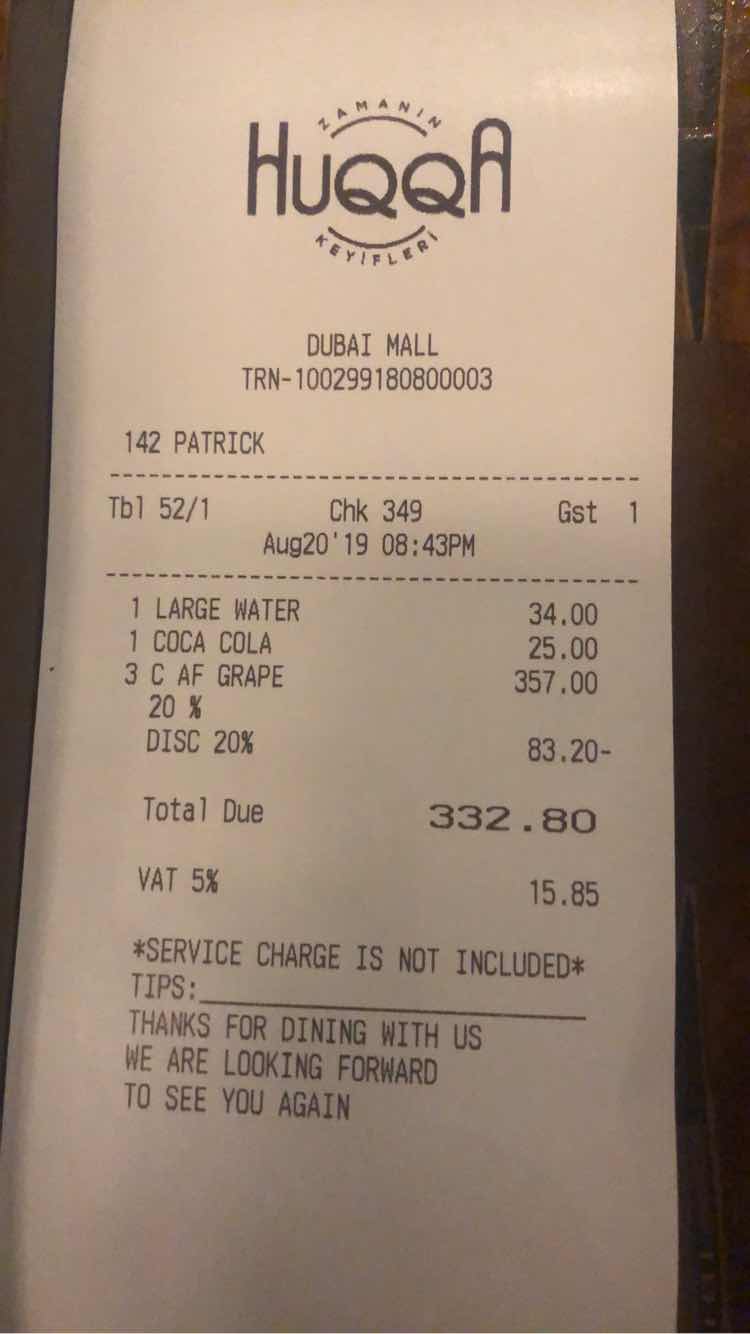 ZAMANIN
HUQQA
KEYİFLERİ
DUBAI MALL
TRN-100299180800003
142 PATRICK
Tbl 52/1 Chk 349 Gst 1
Aug20'19 08:43PM
1 LARGE WATER 34.00
1 COCA COLA 25.00
3 C AF GRAPE 357.00
20 %
DISC 20% 83.20-
Total Due 332.80
VAT 5% 15.85
*SERVICE CHARGE IS NOT INCLUDED*
TIPS:
THANKS FOR DINING WITH US
WE ARE LOOKING FORWARD
TO SEE YOU AGAIN